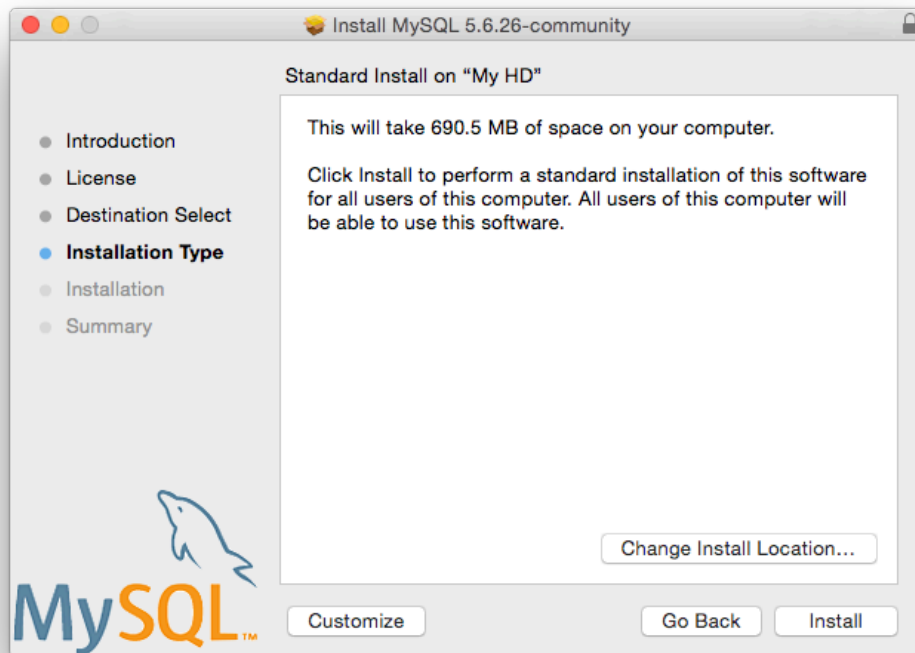 Install MySQL 5.6.26-community
Standard Install on “My HD”
Introduction
License
Destination Select
Installation Type
Installation
Summary
This will take 690.5 MB of space on your computer.
Click Install to perform a standard installation of this software
for all users of this computer. All users of this computer will
be able to use this software.
Change Install Location...
MySQL™
Customize
Go Back
Install